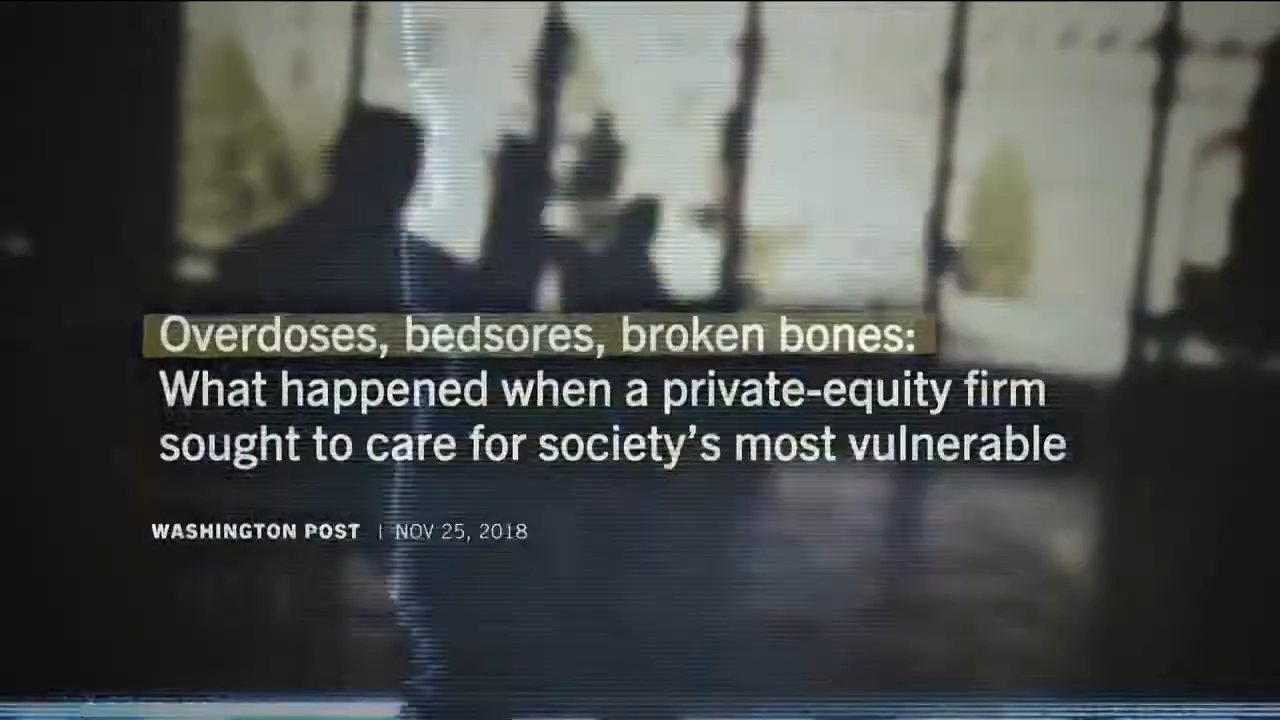 Overdoses, bedsores, broken bones:
What happened when a private-equity firm
sought to care for society's most vulnerable
WASHINGTON POST | NOV 25, 2018